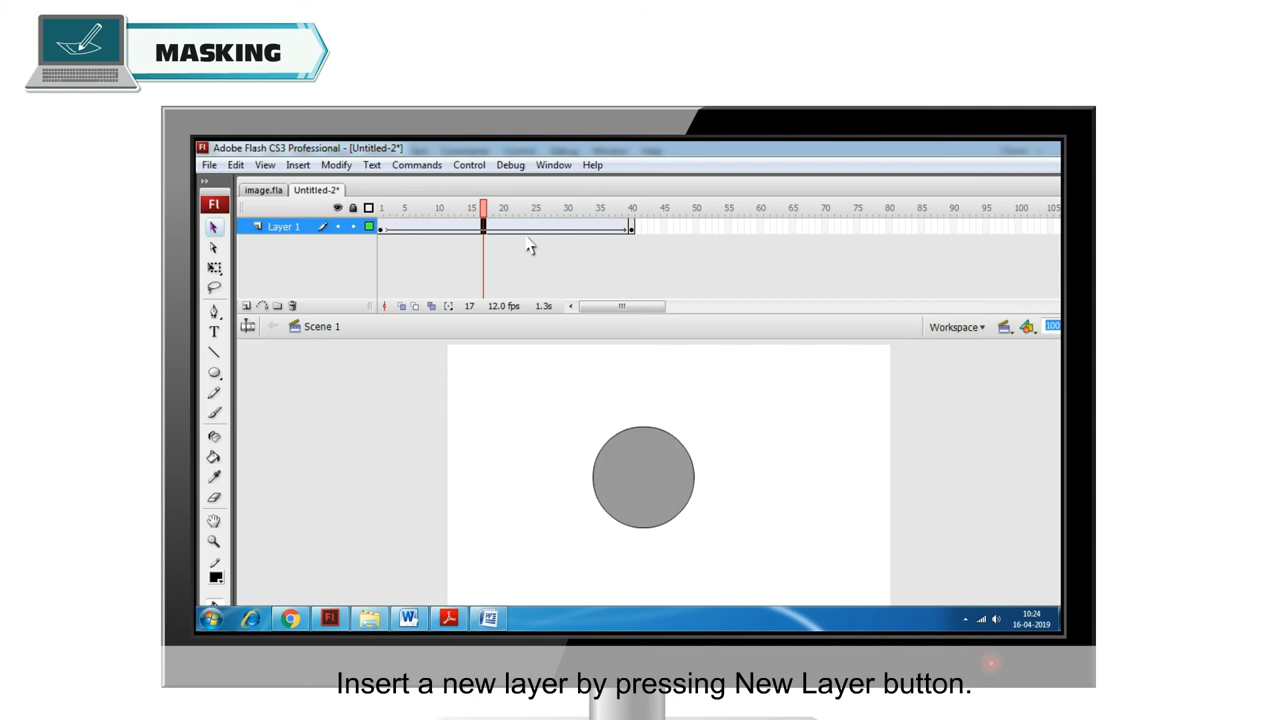 MASKING
Adobe Flash CS3 Professional - [Untitled-2*]
File Edit View Insert Modify Text Commands Control Debug Window Help
Fl image.fla Untitled-2*
1 5 10 15 20 25 30 35 40 45 50 55 60 65 70 75 80 85 90 95 100 105
Layer 1
17 12.0 fps 1.3s
Scene 1 Workspace 100
T
10:24
16-04-2019
Insert a new layer by pressing New Layer button.